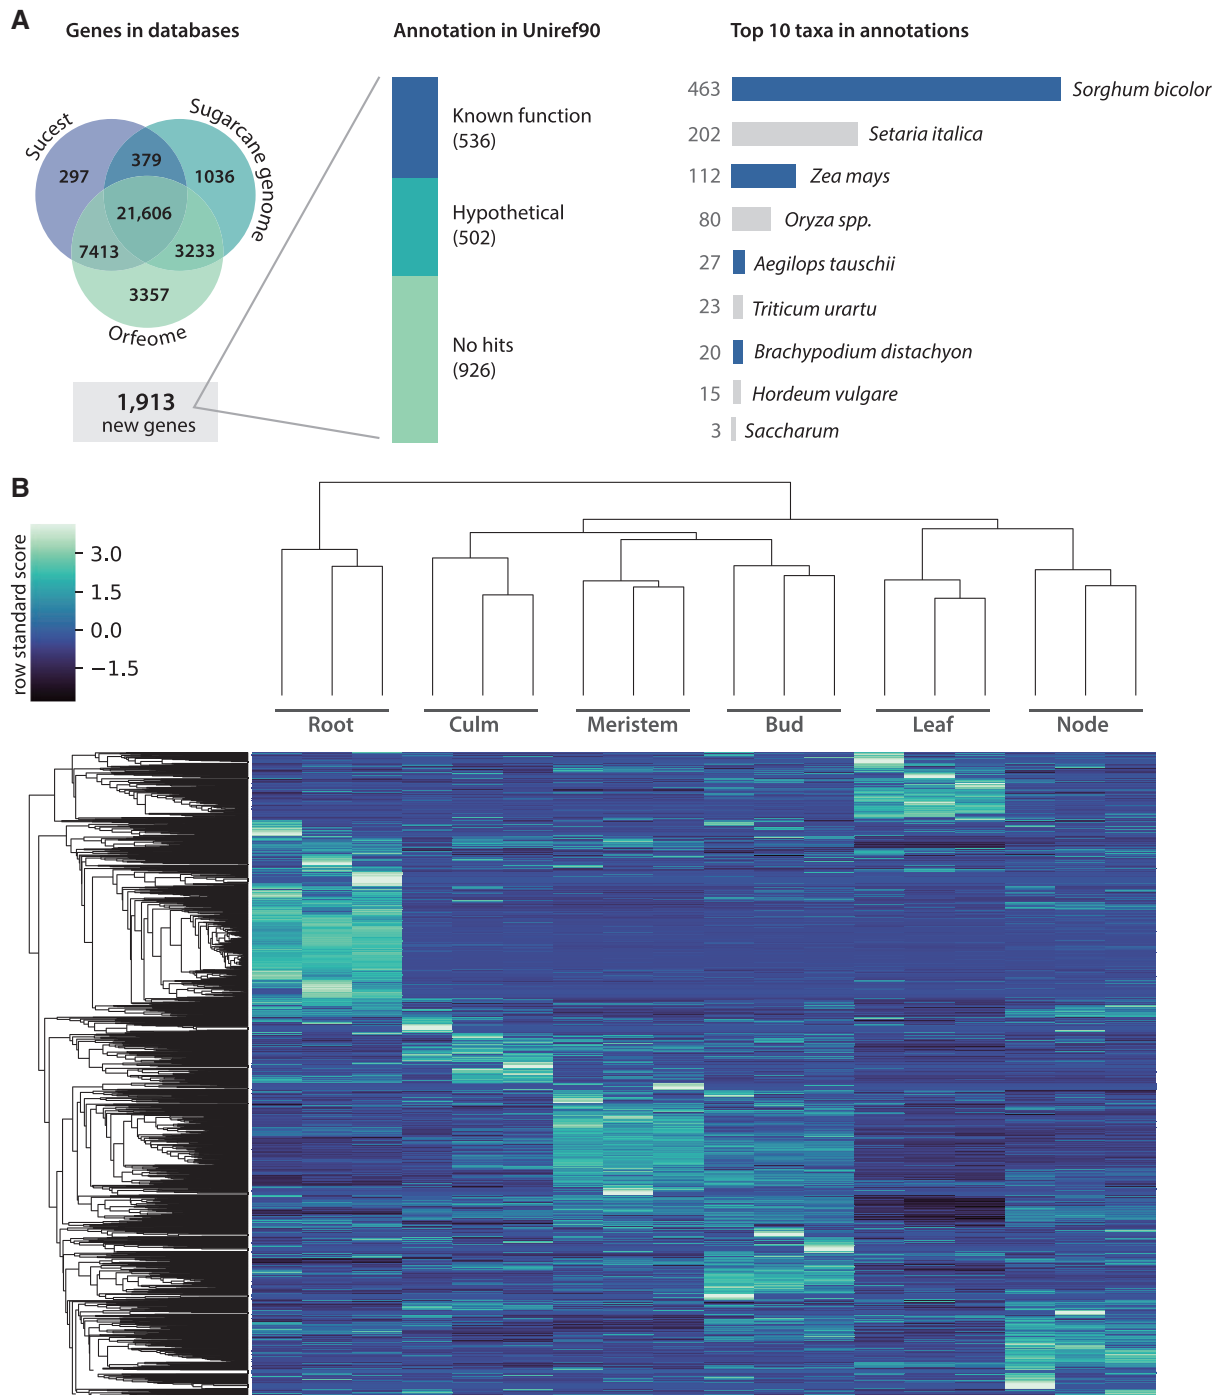 A
Genes in databases
Annotation in Uniref90
Top 10 taxa in annotations
Sucest
Sugarcane genome
297
379
1036
21,606
7413
3233
3357
Orfeome
1,913
new genes
Known function
(536)
Hypothetical
(502)
No hits
(926)
463 Sorghum bicolor
202 Setaria italica
112 Zea mays
80 Oryza spp.
27 Aegilops tauschii
23 Triticum urartu
20 Brachypodium distachyon
15 Hordeum vulgare
3 Saccharum
B
row standard score
3.0
1.5
0.0
−1.5
Root Culm Meristem Bud Leaf Node